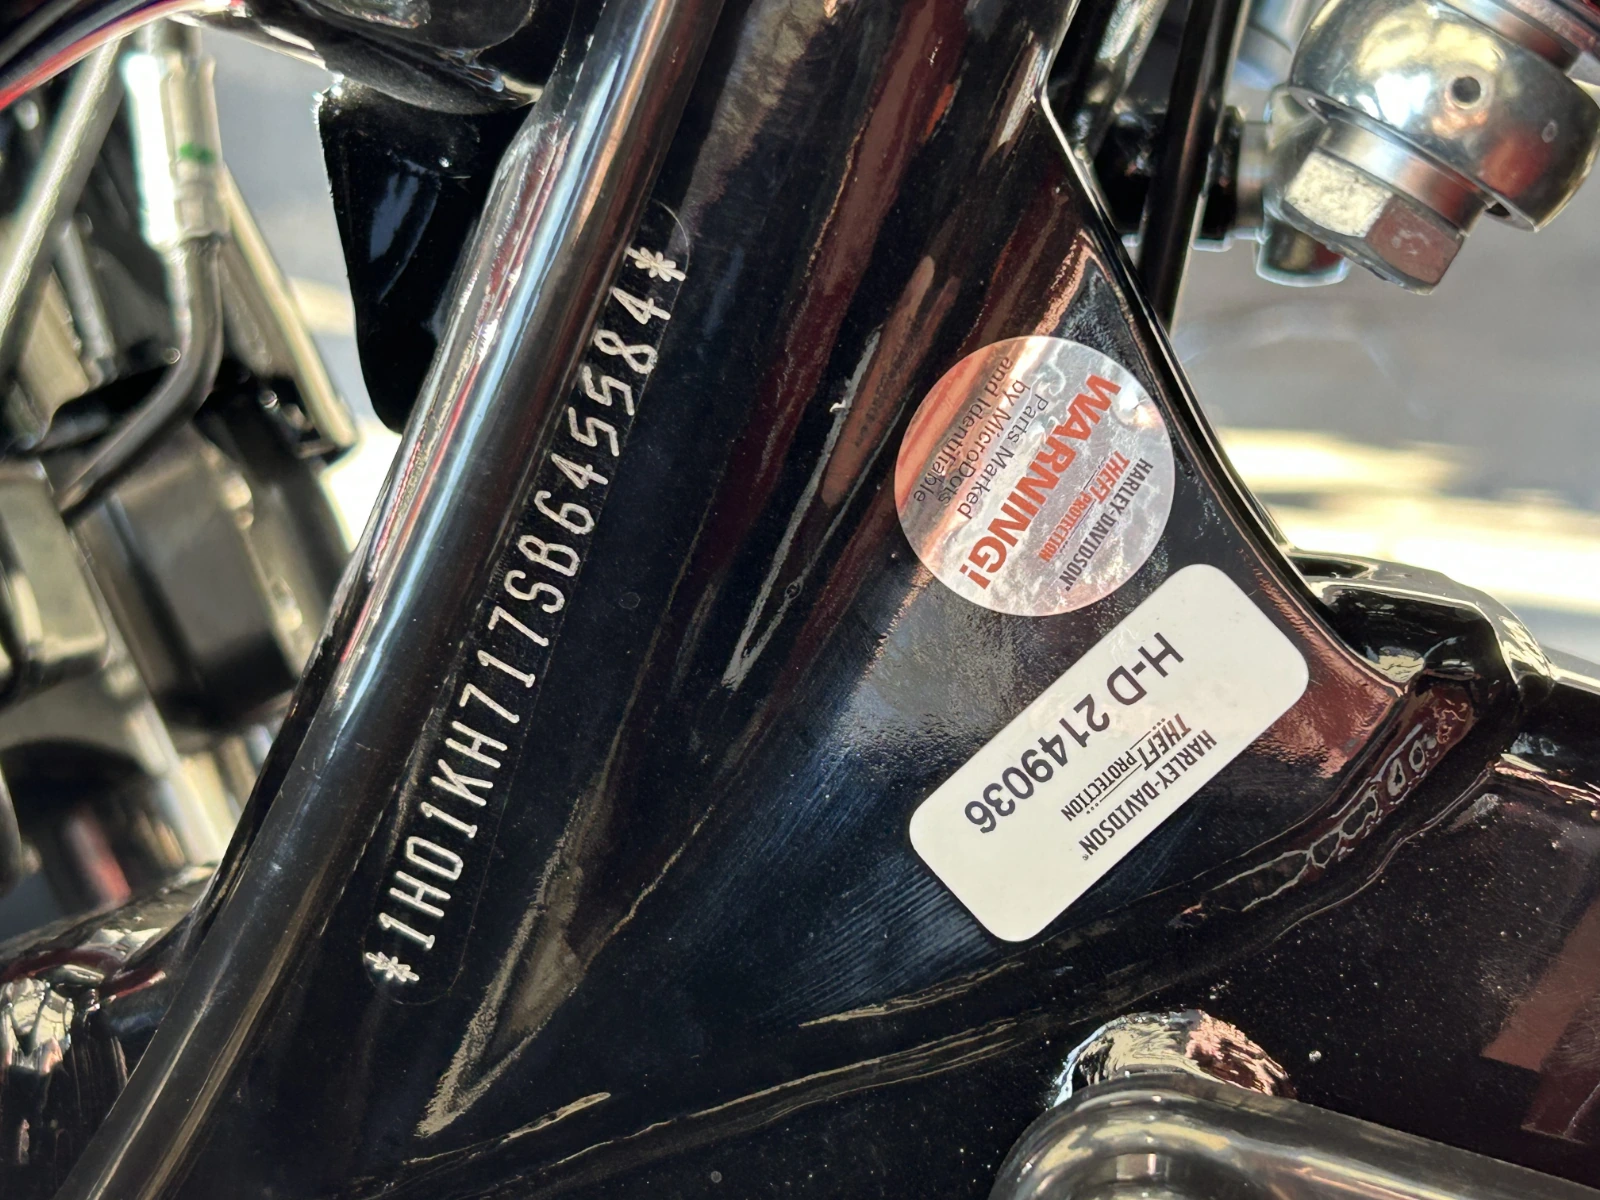 *1HD1KH717SB645584*
HARLEY-DAVIDSON®
THEFT PROTECTION
WARNING!
Parts Marked
by MicroDots
and Identifiable
HARLEY-DAVIDSON®
THEFT
PROTECTION
H-D 2149036